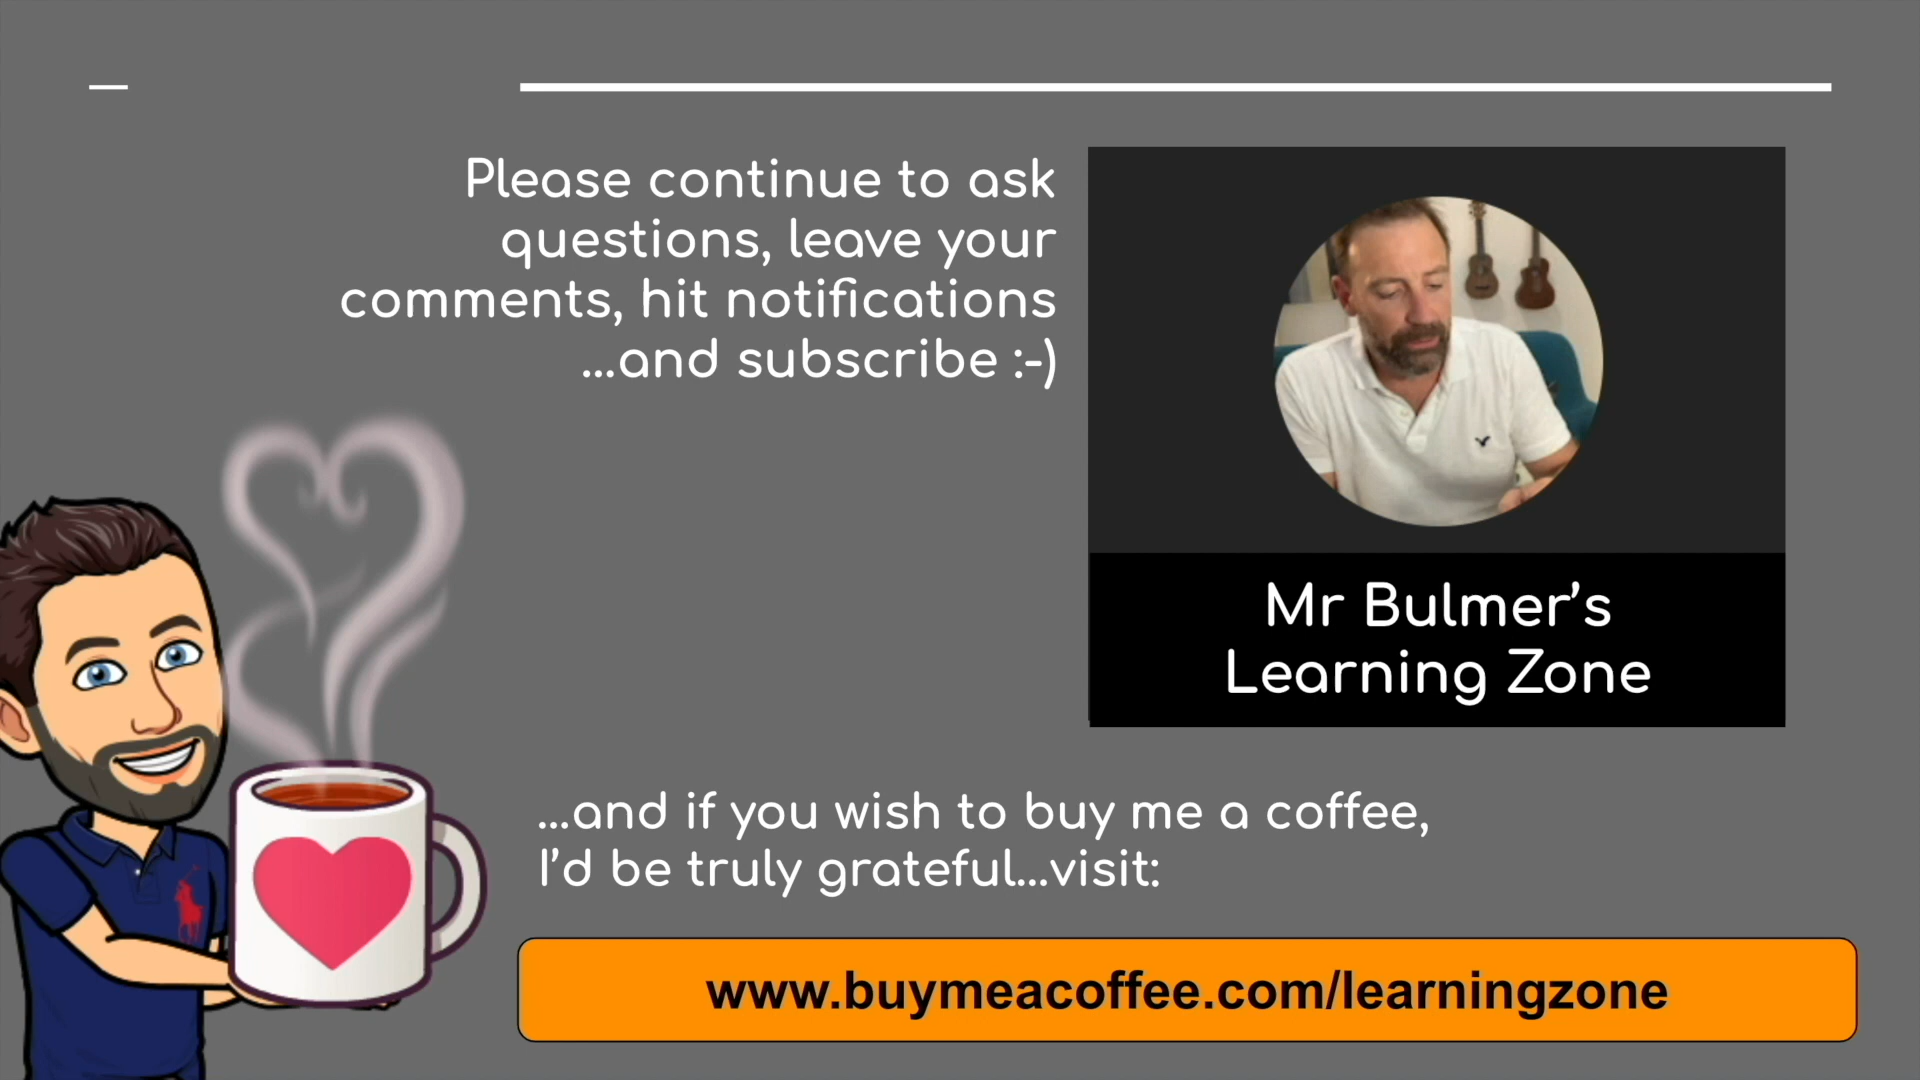 Please continue to ask
questions, leave your
comments, hit notifications
...and subscribe :-)
Mr Bulmer’s
Learning Zone
...and if you wish to buy me a coffee,
I’d be truly grateful...visit:
www.buymeacoffee.com/learningzone